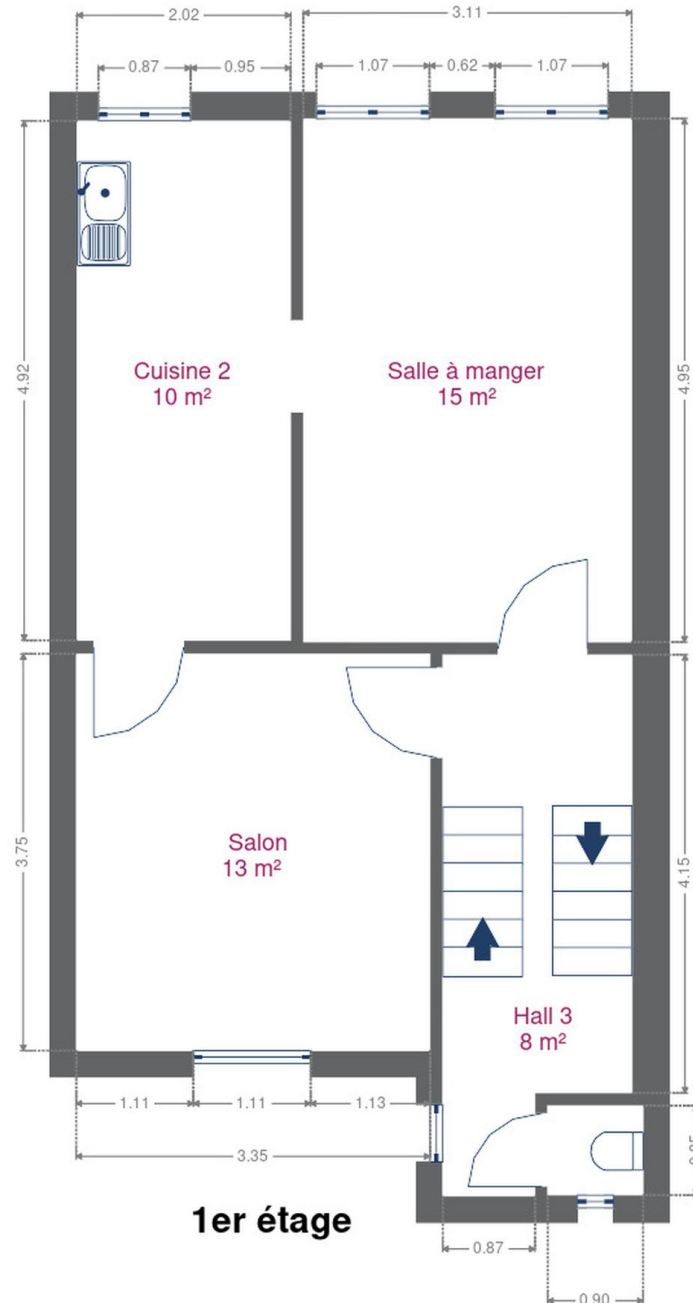 2.02
3.11
0.87
0.95
1.07
0.62
1.07
4.92
4.95
Cuisine 2
10 m²
Salle à manger
15 m²
3.75
4.15
Salon
13 m²
Hall 3
8 m²
1.11
1.11
1.13
3.35
1er étage
0.87
0.90